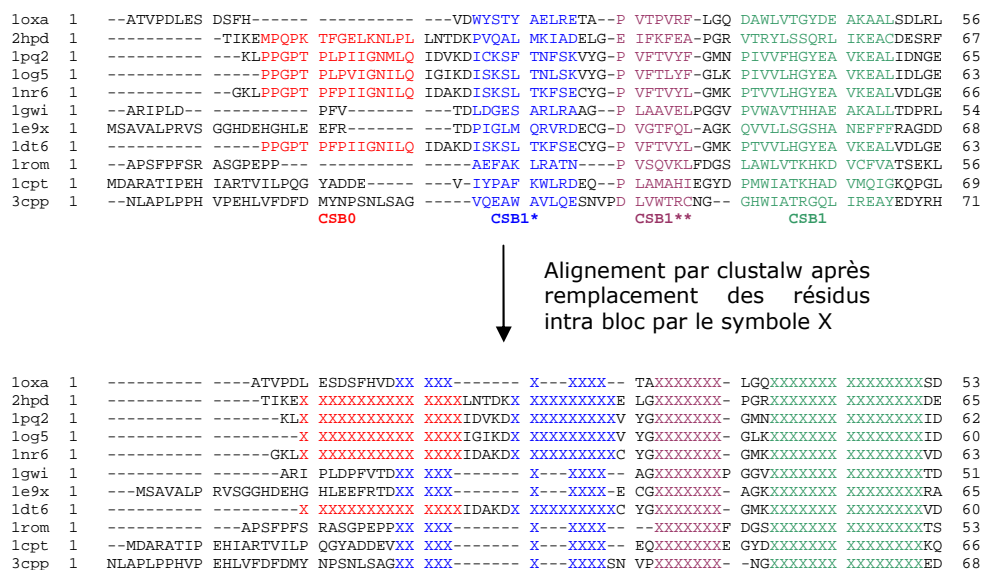 1oxa 1 --ATVPDLES DSFH------ ---------- -----VDWYSTY AELRETA--P VTPVRF-LGQ DAWLVTGYDE AKAALSDLRL 56
2hpd 1 ---------- --TIKEMPQPK TFGELKNLPL LNTDKPVQAL MKIADELG-E IFKFEA-PGR VTRYLSSQRL IKEACDESRF 67
1pq2 1 ---------- ---KLPPGPT PLPIIGNMLQ IDVKDICKSF TNFSKVYG-P VFTVYF-GMN PIVVFHGYEA VKEALIDNGE 65
1og5 1 ---------- -----PPGPT PLPVIGNILQ IGIKDISKSL TNLSKVYG-P VFTLYF-GLK PIVVLHGYEA VKEALIDLGE 63
1nr6 1 ---------- --GKLPPGPT PFPIIGNILQ IDAKDISKSL TKFSECYG-P VFTVYL-GMK PTVVLHGYEA VKEALVDLGE 66
1gwi 1 --ARIPLD-- ---------- PFV------- --TDLDGESA RLRAAG---P LAAVELPGGV PVWAVTHHAE AKALLTDPRL 54
1e9x 1 MSAVALPRVS GGHDEHGHLE EFR------- --TDPIGLMQ RVRDECG--D VGTFQL-AGK QVVLLSGSHA NEFFFRAGDD 68
1dt6 1 ---------- -----PPGPT PFPIIGNILQ IDAKDISKSL TKFSECYG-P VFTVYL-GMK PTVVLHGYEA VKEALVDLGE 63
1rom 1 --APSFPFSR ASGPEPP--- ---------- ----AEFAK LRATN----P VSQVKLFDGS LAWLVTKHKD VCFVATSEKL 56
1cpt 1 MDARATIPEH IARTVILPQG YADDE----- -V-IYPAF KWLRDEQ--P LAMAHIEGYD PMWIATKHAD VMQIGKQPGL 69
3cpp 1 --NLAPLPPH VPEHLVFDFD MYNPSNLSAG ------VQEAW AVLQESNVPD LVWTRCNG-- GHWIATRGQL IREAYEDYRH 71
CSB0 CSB1* CSB1** CSB1
Alignement par clustalw après
remplacement des résidus
intra bloc par le symbole X
1oxa 1 ---------- -----ATVPDL ESDSFHVDXX XXX------- X---XXXX-- TAXXXXXXX- LGQXXXXXXX XXXXXXXXSD 53
2hpd 1 ---------- ------TIKEX XXXXXXXXXX XXXXLNTDKX XXXXXXXXXXE LGXXXXXXX- PGRXXXXXXX XXXXXXXXDE 65
1pq2 1 ---------- -------KLX XXXXXXXXXX XXXXIDVKDX XXXXXXXXXXV YGXXXXXXX- GMNXXXXXXX XXXXXXXXID 62
1og5 1 ---------- ---------X XXXXXXXXXX XXXXIGIKDX XXXXXXXXXXV YGXXXXXXX- GLKXXXXXXX XXXXXXXXID 60
1nr6 1 ---------- ------GKLX XXXXXXXXXX XXXXIDAKDX XXXXXXXXXXC YGXXXXXXX- GMKXXXXXXX XXXXXXXXVD 63
1gwi 1 ---------- -------ARI PLDPFVTDXX XXX------- X---XXXX-- AGXXXXXXXP GGVXXXXXXX XXXXXXXXTD 51
1e9x 1 ---MSAVALP RVSGGHDEHG HLEEFRTDXX XXX------- X---XXXX-E CGXXXXXXX- AGKXXXXXXX XXXXXXXXRA 65
1dt6 1 ---------- ---------X XXXXXXXXXX XXXXIDAKDX XXXXXXXXXXC YGXXXXXXX- GMKXXXXXXX XXXXXXXXVD 60
1rom 1 ---------- ----APSFPFS RASGPEPPXX XXX------- X---XXXX-- --XXXXXXXF DGSXXXXXXX XXXXXXXXTS 53
1cpt 1 --MDARATIP EHIARTVILP QGYADDEVXX XXX------- X---XXXX-- EQXXXXXXXE GYDXXXXXXX XXXXXXXXKQ 66
3cpp 1 NLAPLPPHVP EHLVFDFDMY NPSNLSAGXX XXX------- X---XXXXSN VPXXXXXXX- -NGXXXXXXX XXXXXXXXED 68